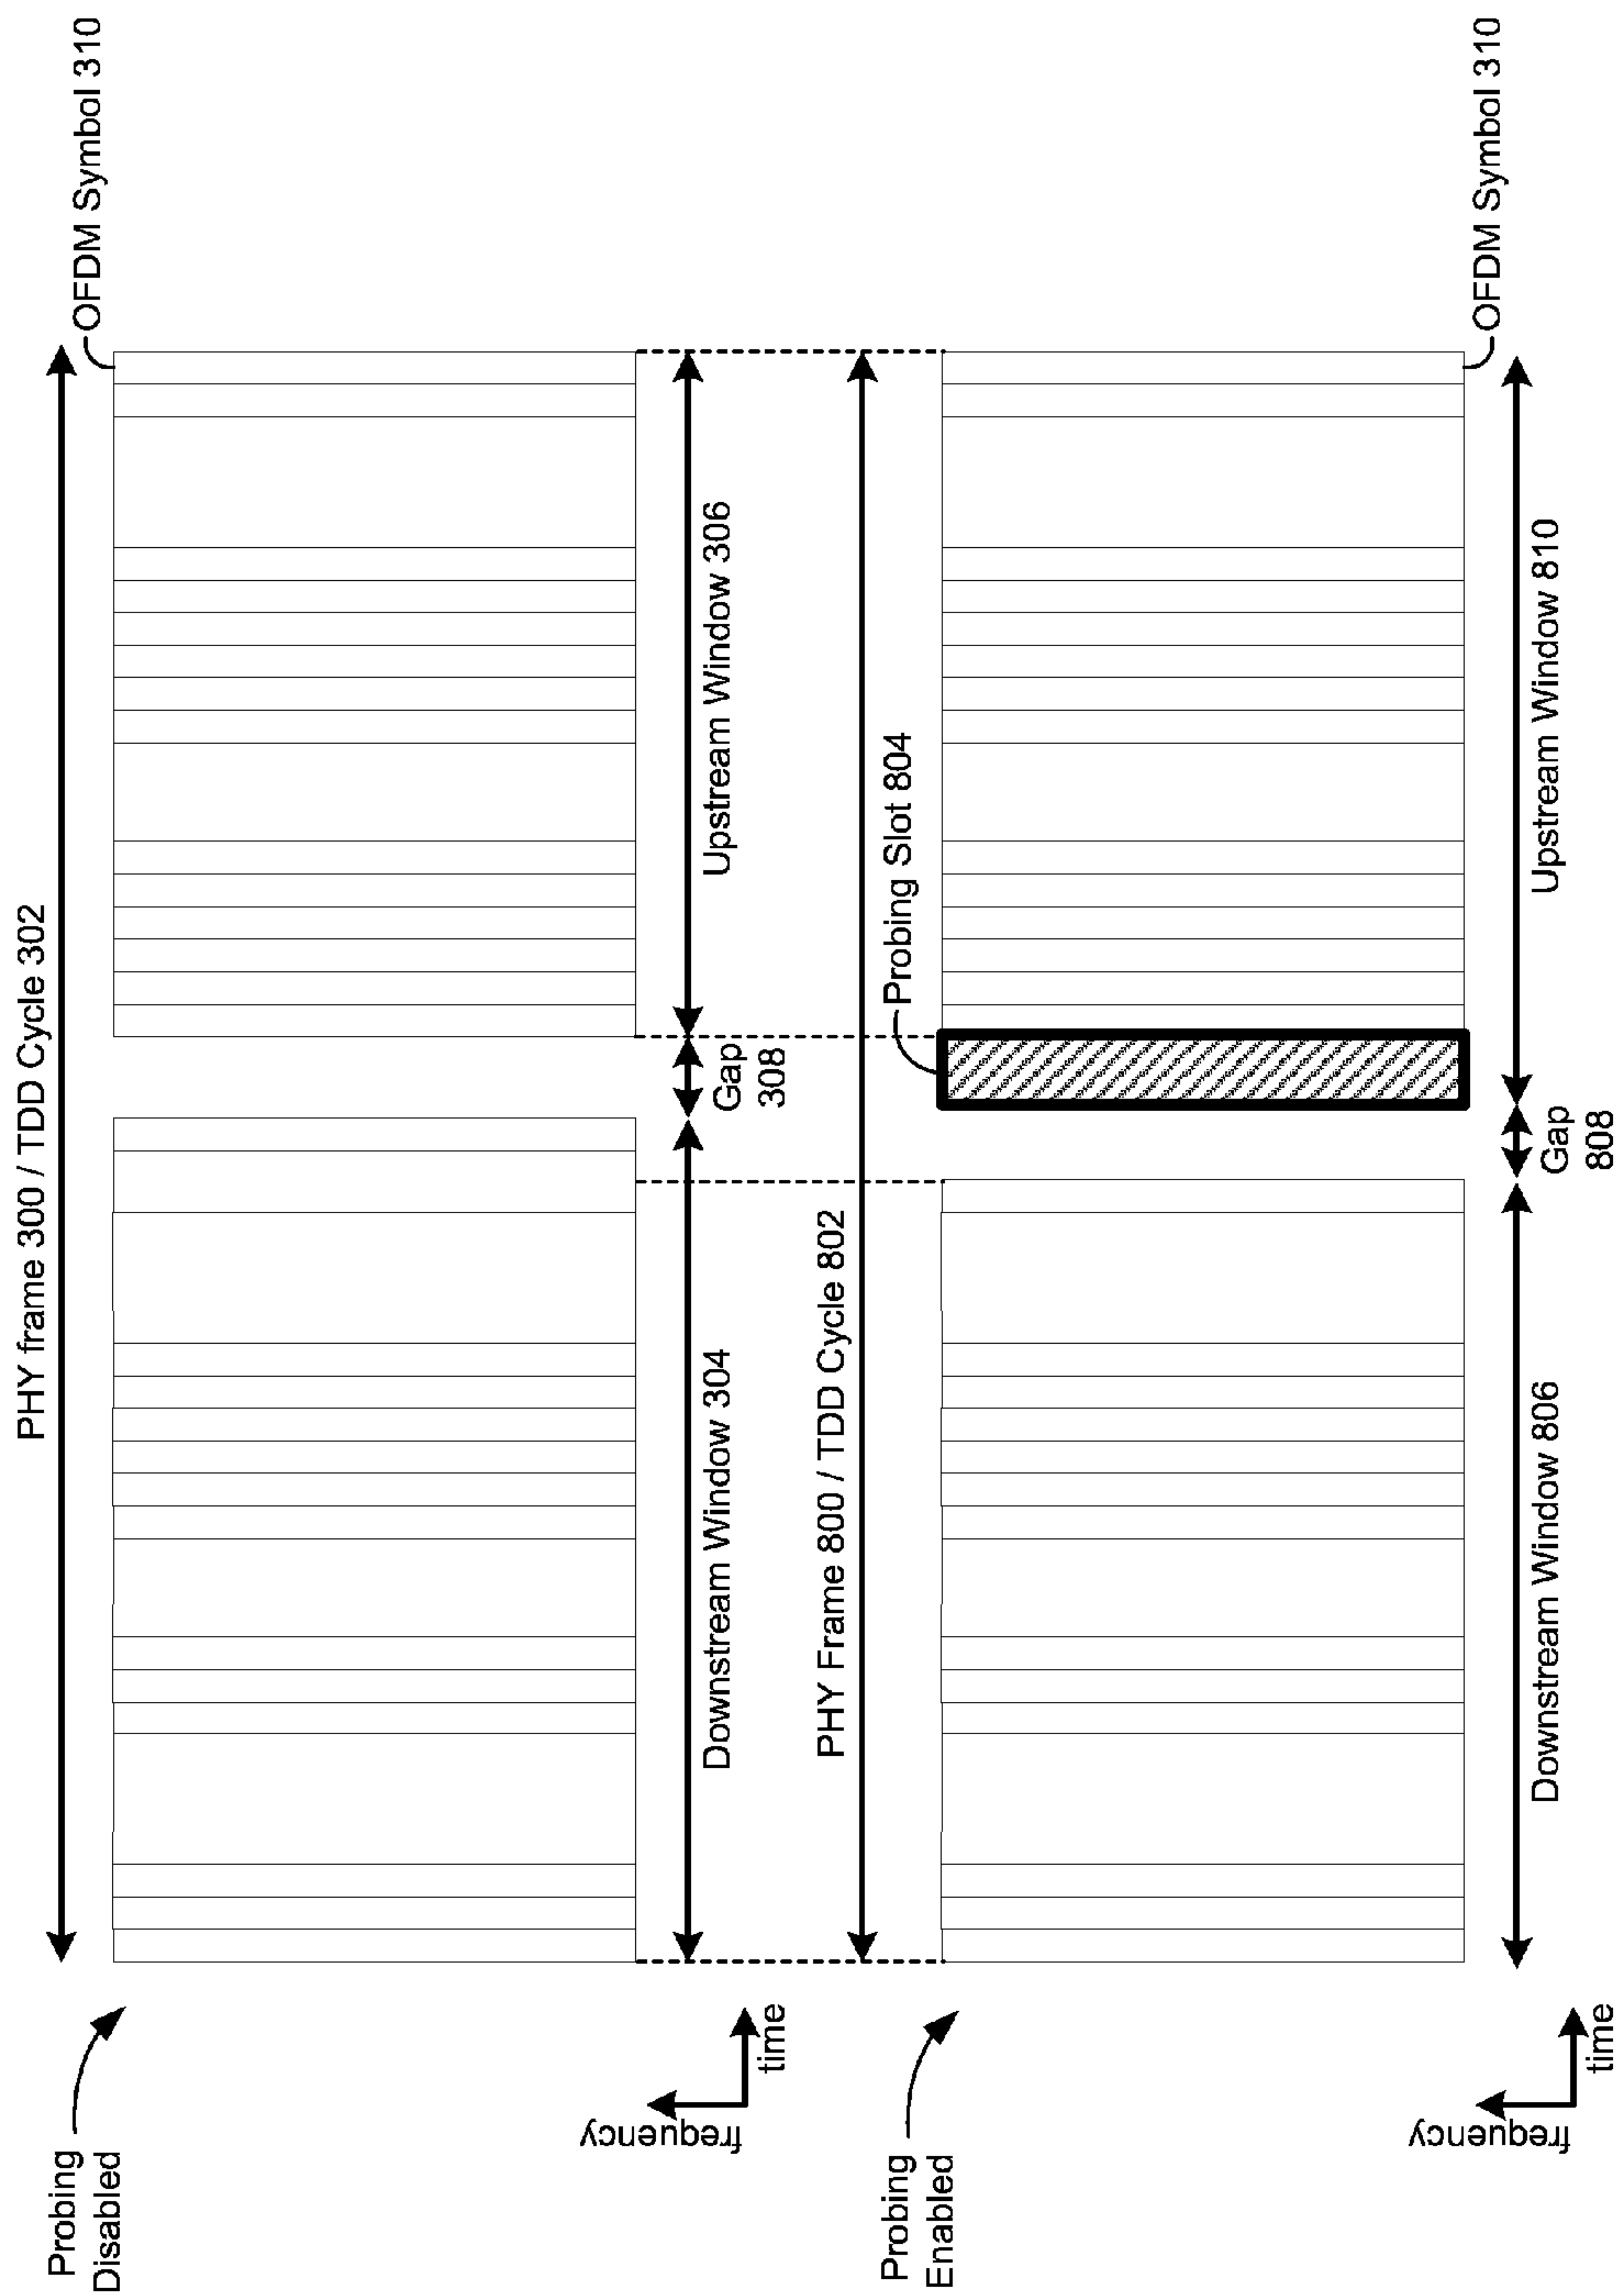 Probing
Disabled
PHY frame 300 / TDD Cycle 302
OFDM Symbol 310
frequency
time
Downstream Window 304
Gap
308
Upstream Window 306
Probing
Enabled
PHY Frame 800 / TDD Cycle 802
Probing Slot 804
frequency
time
Downstream Window 806
Gap
808
Upstream Window 810
OFDM Symbol 310